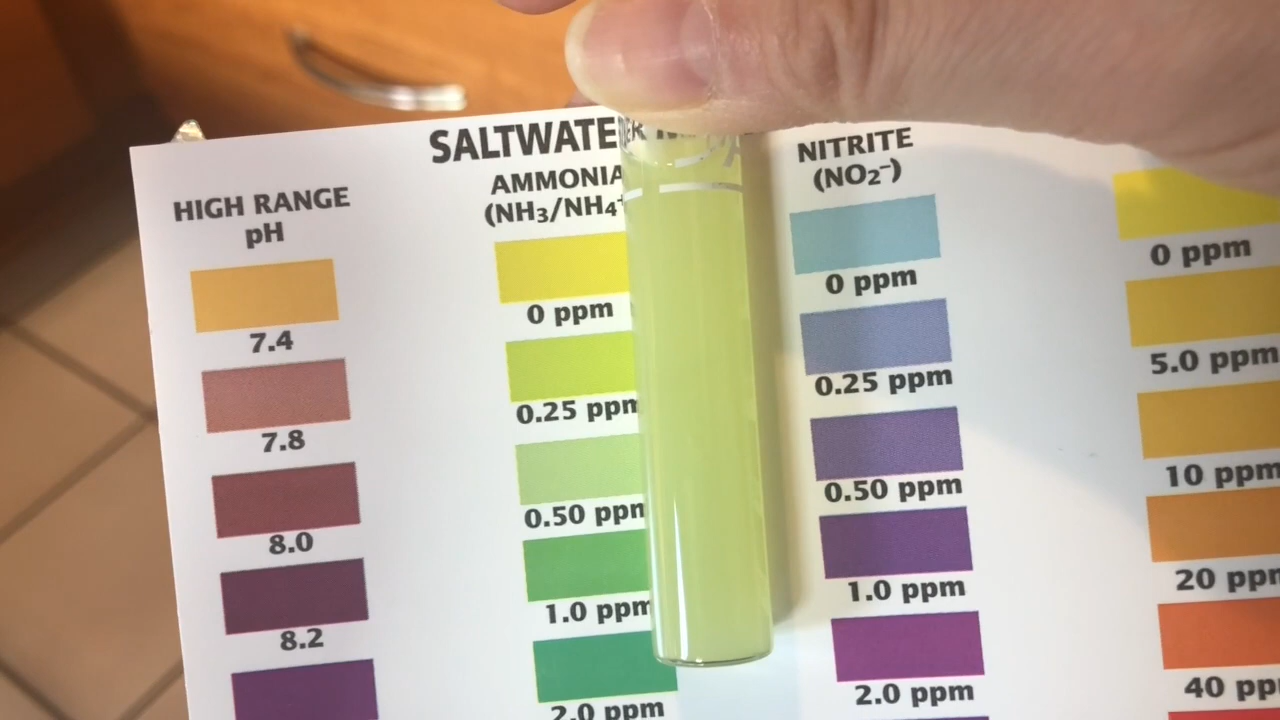 SALTWATE
HIGH RANGE
pH
7.4
7.8
8.0
8.2
AMMONIA
(NH3/NH4+
0 ppm
0.25 ppm
0.50 ppm
1.0 ppm
2.0 ppm
NITRITE
(NO2–)
0 ppm
0.25 ppm
0.50 ppm
1.0 ppm
2.0 ppm
0 ppm
5.0 ppm
10 ppm
20 ppm
40 ppm